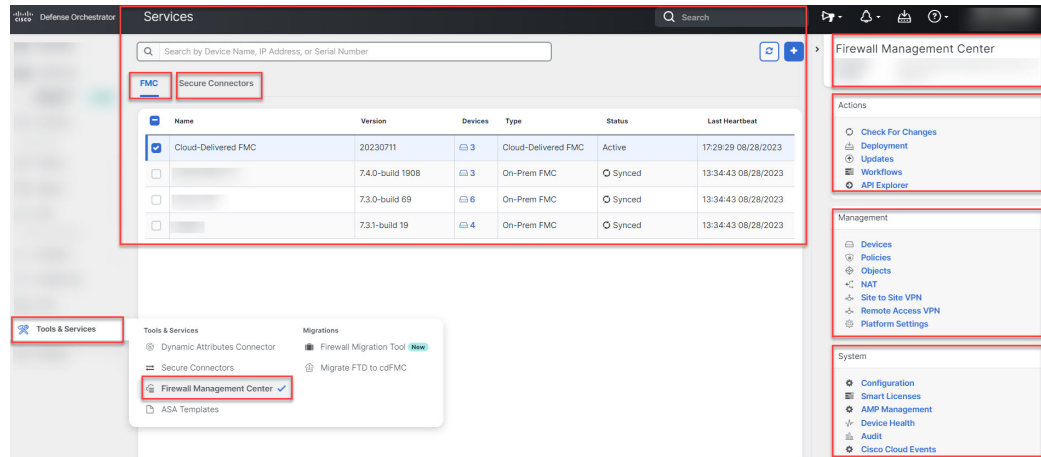 cisco Defense Orchestrator
Services
Search
Search by Device Name, IP Address, or Serial Number
FMC Secure Connectors
Name Version Devices Type Status Last Heartbeat
Cloud-Delivered FMC 20230711 3 Cloud-Delivered FMC Active 17:29:29 08/28/2023
7.4.0-build 1908 3 On-Prem FMC Synced 13:34:43 08/28/2023
7.3.0-build 69 6 On-Prem FMC Synced 13:34:43 08/28/2023
7.3.1-build 19 4 On-Prem FMC Synced 13:34:43 08/28/2023
Tools & Services
Tools & Services
Dynamic Attributes Connector
Secure Connectors
Firewall Management Center
ASA Templates
Migrations
Firewall Migration Tool New
Migrate FTD to cdFMC
Firewall Management Center
Actions
Check For Changes
Deployment
Updates
Workflows
API Explorer
Management
Devices
Policies
Objects
NAT
Site to Site VPN
Remote Access VPN
Platform Settings
System
Configuration
Smart Licenses
AMP Management
Device Health
Audit
Cisco Cloud Events